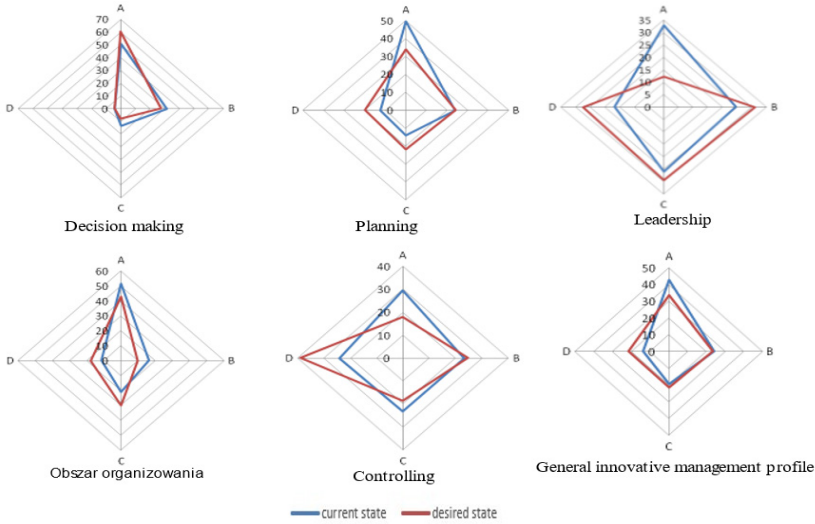 A
70
60
50
40
30
20
10
0
D
B
C
Decision making
A
50
40
30
20
10
0
D
B
C
Planning
A
35
30
25
20
15
10
5
0
D
B
C
Leadership
A
60
50
40
30
20
10
0
D
B
C
Obszar organizowania
A
40
30
20
10
0
D
B
C
Controlling
A
50
40
30
20
10
0
D
B
C
General innovative management profile
current state desired state